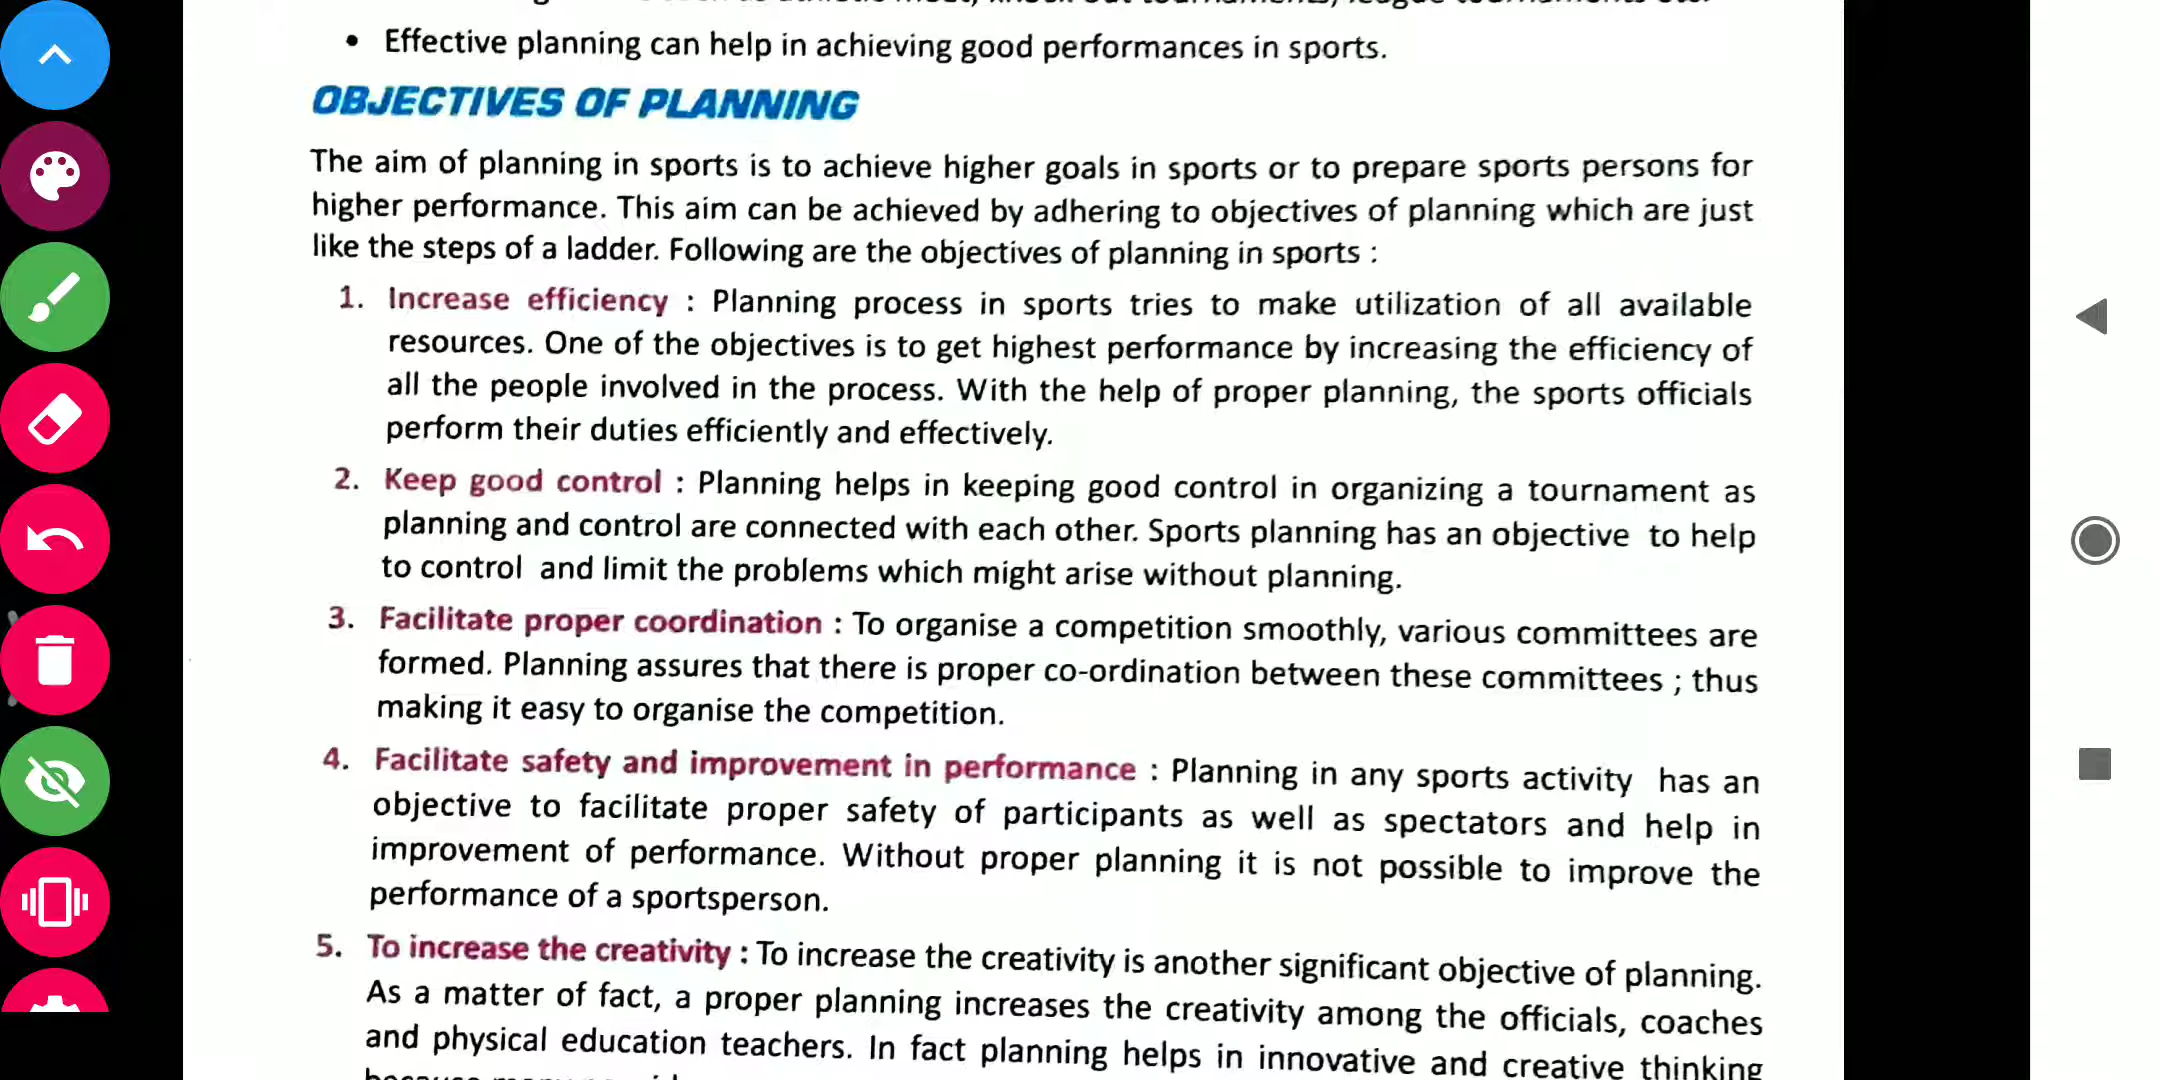 • Effective planning can help in achieving good performances in sports.
OBJECTIVES OF PLANNING
The aim of planning in sports is to achieve higher goals in sports or to prepare sports persons for
higher performance. This aim can be achieved by adhering to objectives of planning which are just
like the steps of a ladder. Following are the objectives of planning in sports :
1. Increase efficiency : Planning process in sports tries to make utilization of all available
resources. One of the objectives is to get highest performance by increasing the efficiency of
all the people involved in the process. With the help of proper planning, the sports officials
perform their duties efficiently and effectively.
2. Keep good control : Planning helps in keeping good control in organizing a tournament as
planning and control are connected with each other. Sports planning has an objective to help
to control and limit the problems which might arise without planning.
3. Facilitate proper coordination : To organise a competition smoothly, various committees are
formed. Planning assures that there is proper co-ordination between these committees ; thus
making it easy to organise the competition.
4. Facilitate safety and improvement in performance : Planning in any sports activity has an
objective to facilitate proper safety of participants as well as spectators and help in
improvement of performance. Without proper planning it is not possible to improve the
performance of a sportsperson.
5. To increase the creativity : To increase the creativity is another significant objective of planning.
As a matter of fact, a proper planning increases the creativity among the officials, coaches
and physical education teachers. In fact planning helps in innovative and creative thinking